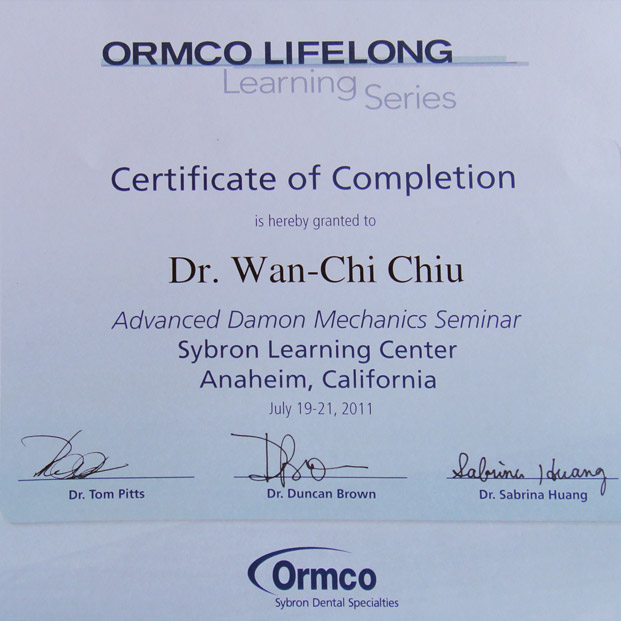 ORMCO LIFELONG
Learning
Series
Certificate of Completion
is hereby granted to
Dr. Wan-Chi Chiu
Advanced Damon Mechanics Seminar
Sybron Learning Center
Anaheim, California
July 19-21, 2011
Sabrina Huang
Dr. Tom Pitts Dr. Duncan Brown Dr. Sabrina Huang
Ormco
Sybron Dental Specialties